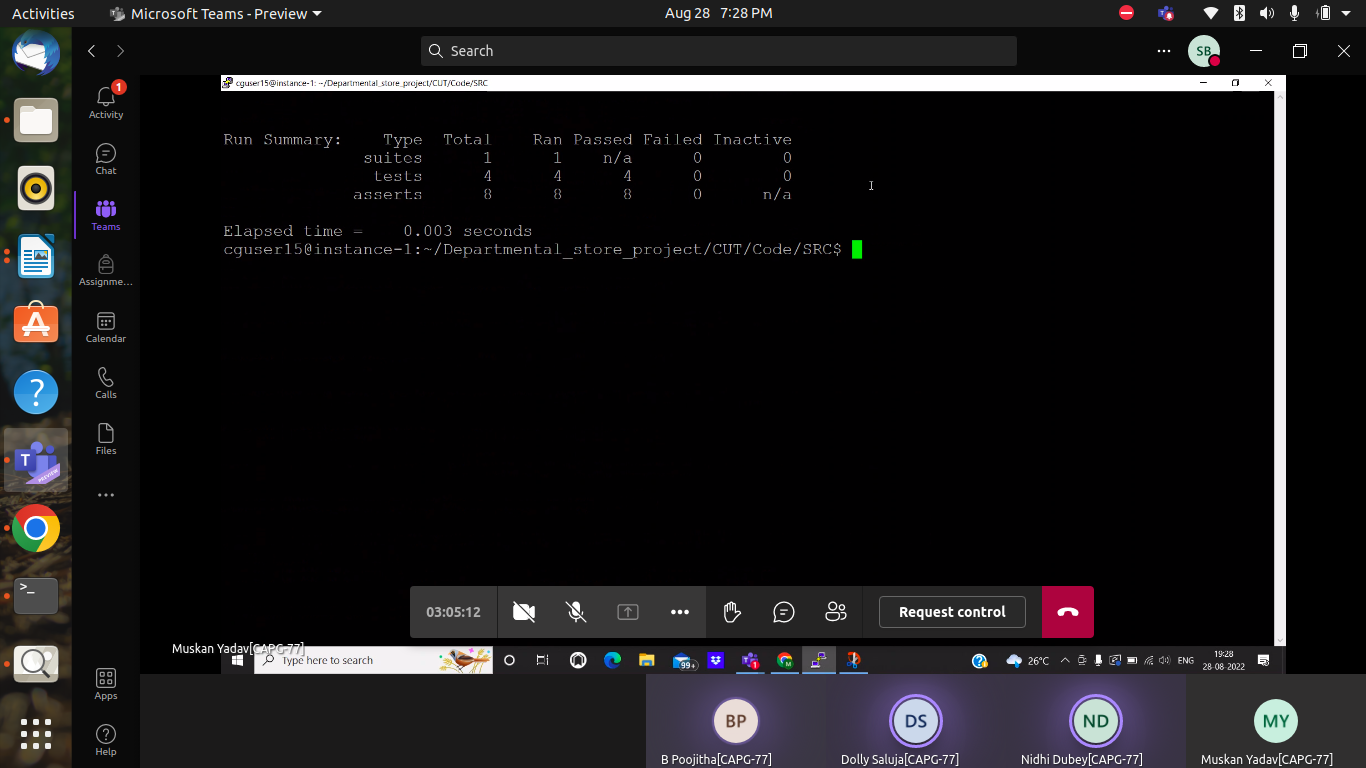 Activities
Microsoft Teams - Preview
Aug 28 7:28 PM
Search
SB
cguser15@instance-1: ~/Departmental_store_project/CUT/Code/SRC
1
Activity
Chat
Teams
Assignme...
Calendar
Calls
Files
Apps
Help
Run Summary: Type Total Ran Passed Failed Inactive
suites 1 1 n/a 0 0
tests 4 4 4 0 0
asserts 8 8 8 0 n/a
Elapsed time = 0.003 seconds
cguser15@instance-1:~/Departmental_store_project/CUT/Code/SRC$
03:05:12
Request control
Muskan Yadav[CAPG-77]
Type here to search
99+
26°C
ENG
19:28
28-08-2022
BP
DS
ND
MY
B Poojitha[CAPG-77]
Dolly Saluja[CAPG-77]
Nidhi Dubey[CAPG-77]
Muskan Yadav[CAPG-77]
T
PREVIEW